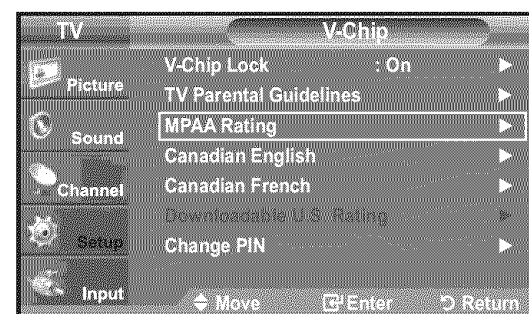 TV
V-Chip
Picture
Sound
Channel
Setup
Input
V-Chip Lock : On
TV Parental Guidelines
MPAA Rating
Canadian English
Canadian French
Downloadable U.S. Rating
Change PIN
Move Enter Return